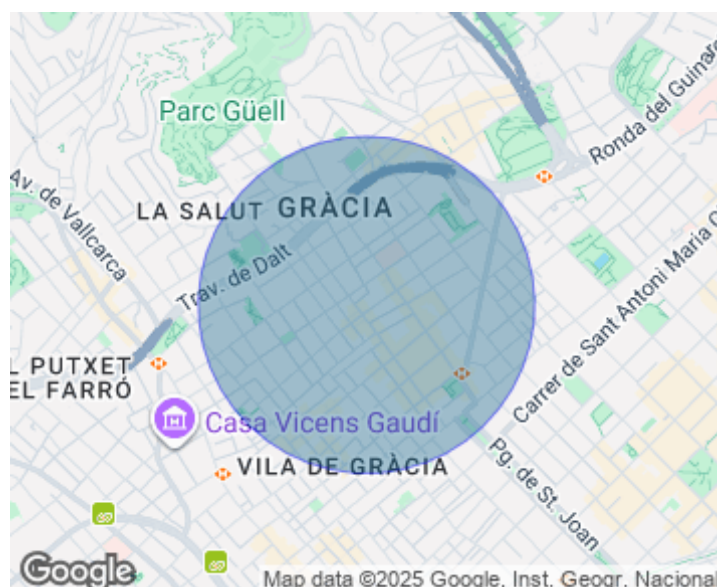 Parc Güell
Ronda del Guinar
LA SALUT
GRÀCIA
Av. de Vallcarca
Trav. de Dalt
Carrer de Sant Antoni Maria C
L PUTXET
EL FARRÓ
Casa Vicens Gaudí
VILA DE GRÀCIA
Pg. de St. Joan
Google
Map data ©2025 Google, Inst. Geogr. Nacional